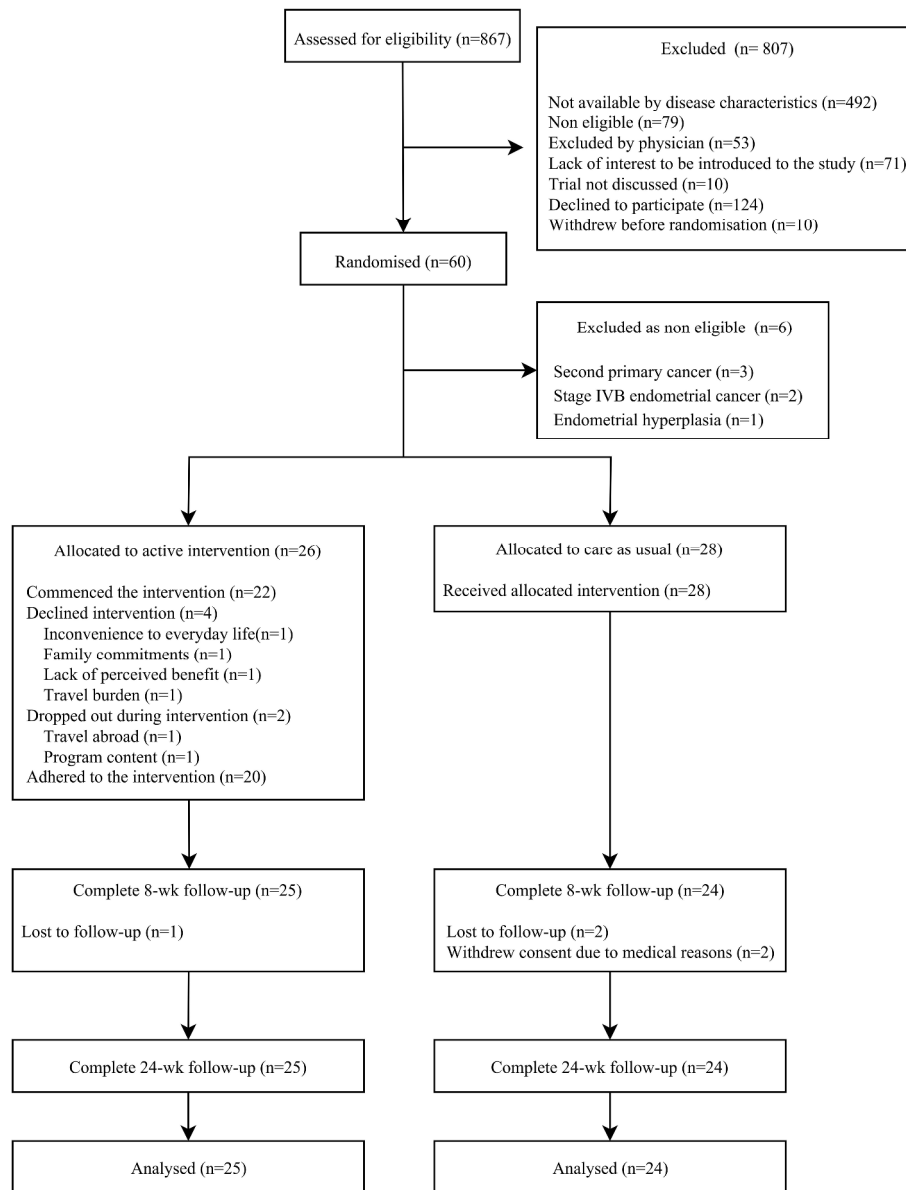 Assessed for eligibility (n=867)
Excluded (n= 807)
Not available by disease characteristics (n=492)
Non eligible (n=79)
Excluded by physician (n=53)
Lack of interest to be introduced to the study (n=71)
Trial not discussed (n=10)
Declined to participate (n=124)
Withdrew before randomisation (n=10)
Randomised (n=60)
Excluded as non eligible (n=6)
Second primary cancer (n=3)
Stage IVB endometrial cancer (n=2)
Endometrial hyperplasia (n=1)
Allocated to active intervention (n=26)
Commenced the intervention (n=22)
Declined intervention (n=4)
Inconvenience to everyday life(n=1)
Family commitments (n=1)
Lack of perceived benefit (n=1)
Travel burden (n=1)
Dropped out during intervention (n=2)
Travel abroad (n=1)
Program content (n=1)
Adhered to the intervention (n=20)
Allocated to care as usual (n=28)
Received allocated intervention (n=28)
Complete 8-wk follow-up (n=25)
Lost to follow-up (n=1)
Complete 8-wk follow-up (n=24)
Lost to follow-up (n=2)
Withdrew consent due to medical reasons (n=2)
Complete 24-wk follow-up (n=25)
Complete 24-wk follow-up (n=24)
Analysed (n=25)
Analysed (n=24)